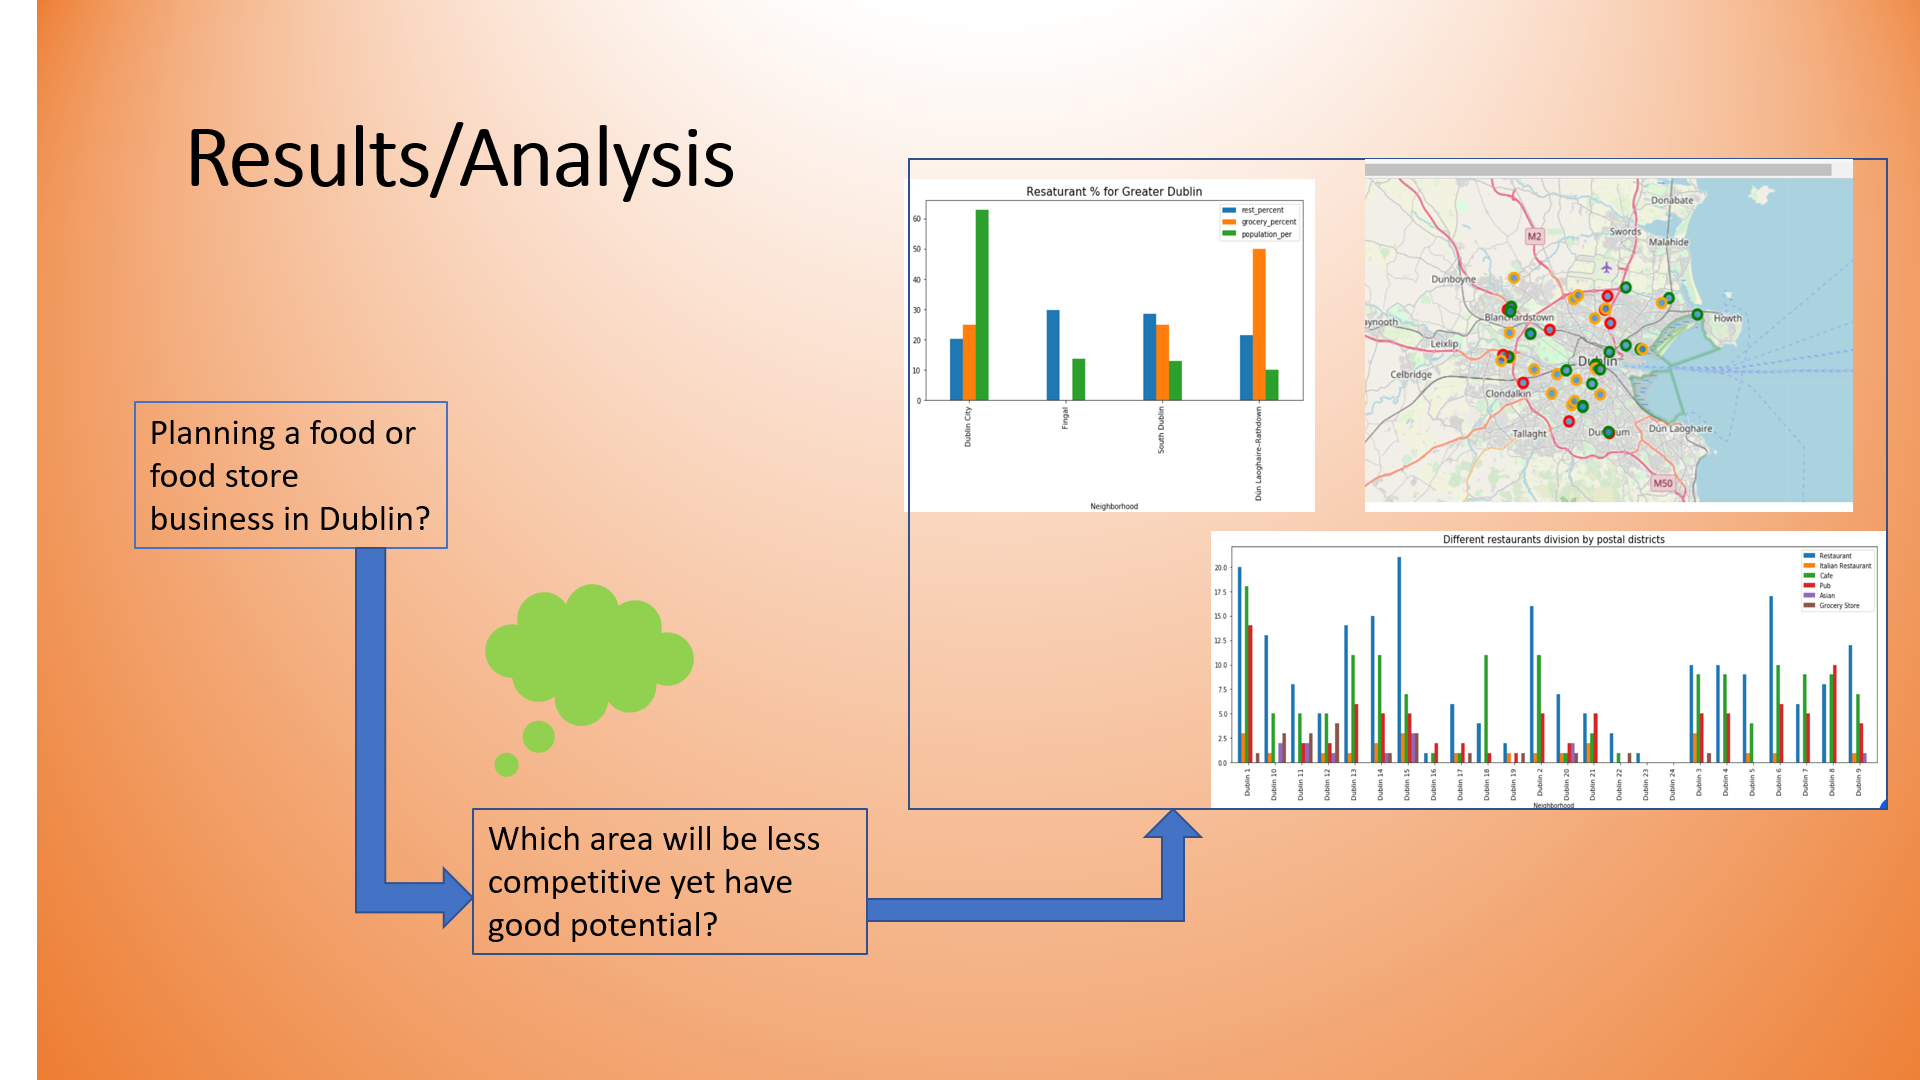 Results/Analysis
Planning a food or
food store
business in Dublin?
Which area will be less
competitive yet have
good potential?
Resaturant % for Greater Dublin
rest_percent
grocery_percent
population_per
60
50
40
30
20
10
0
Dublin City
Fingal
South Dublin
Dún Laoghaire-Rathdown
Neighborhood
Donabate
Swords
M2
Malahide
Dunboyne
Blanchardstown
Howth
aynooth
Leixlip
Dublin
Celbridge
Clondalkin
Tallaght
Dundrum
Dún Laoghaire
M50
Different restaurants division by postal districts
Restaurant
Italian Restaurant
Cafe
Pub
Asian
Grocery Store
20.0
17.5
15.0
12.5
10.0
7.5
5.0
2.5
0.0
Dublin 1
Dublin 10
Dublin 11
Dublin 12
Dublin 13
Dublin 14
Dublin 15
Dublin 16
Dublin 17
Dublin 18
Dublin 19
Dublin 2
Dublin 20
Dublin 21
Dublin 22
Dublin 23
Dublin 24
Dublin 3
Dublin 4
Dublin 5
Dublin 6
Dublin 7
Dublin 8
Dublin 9
Neighborhood